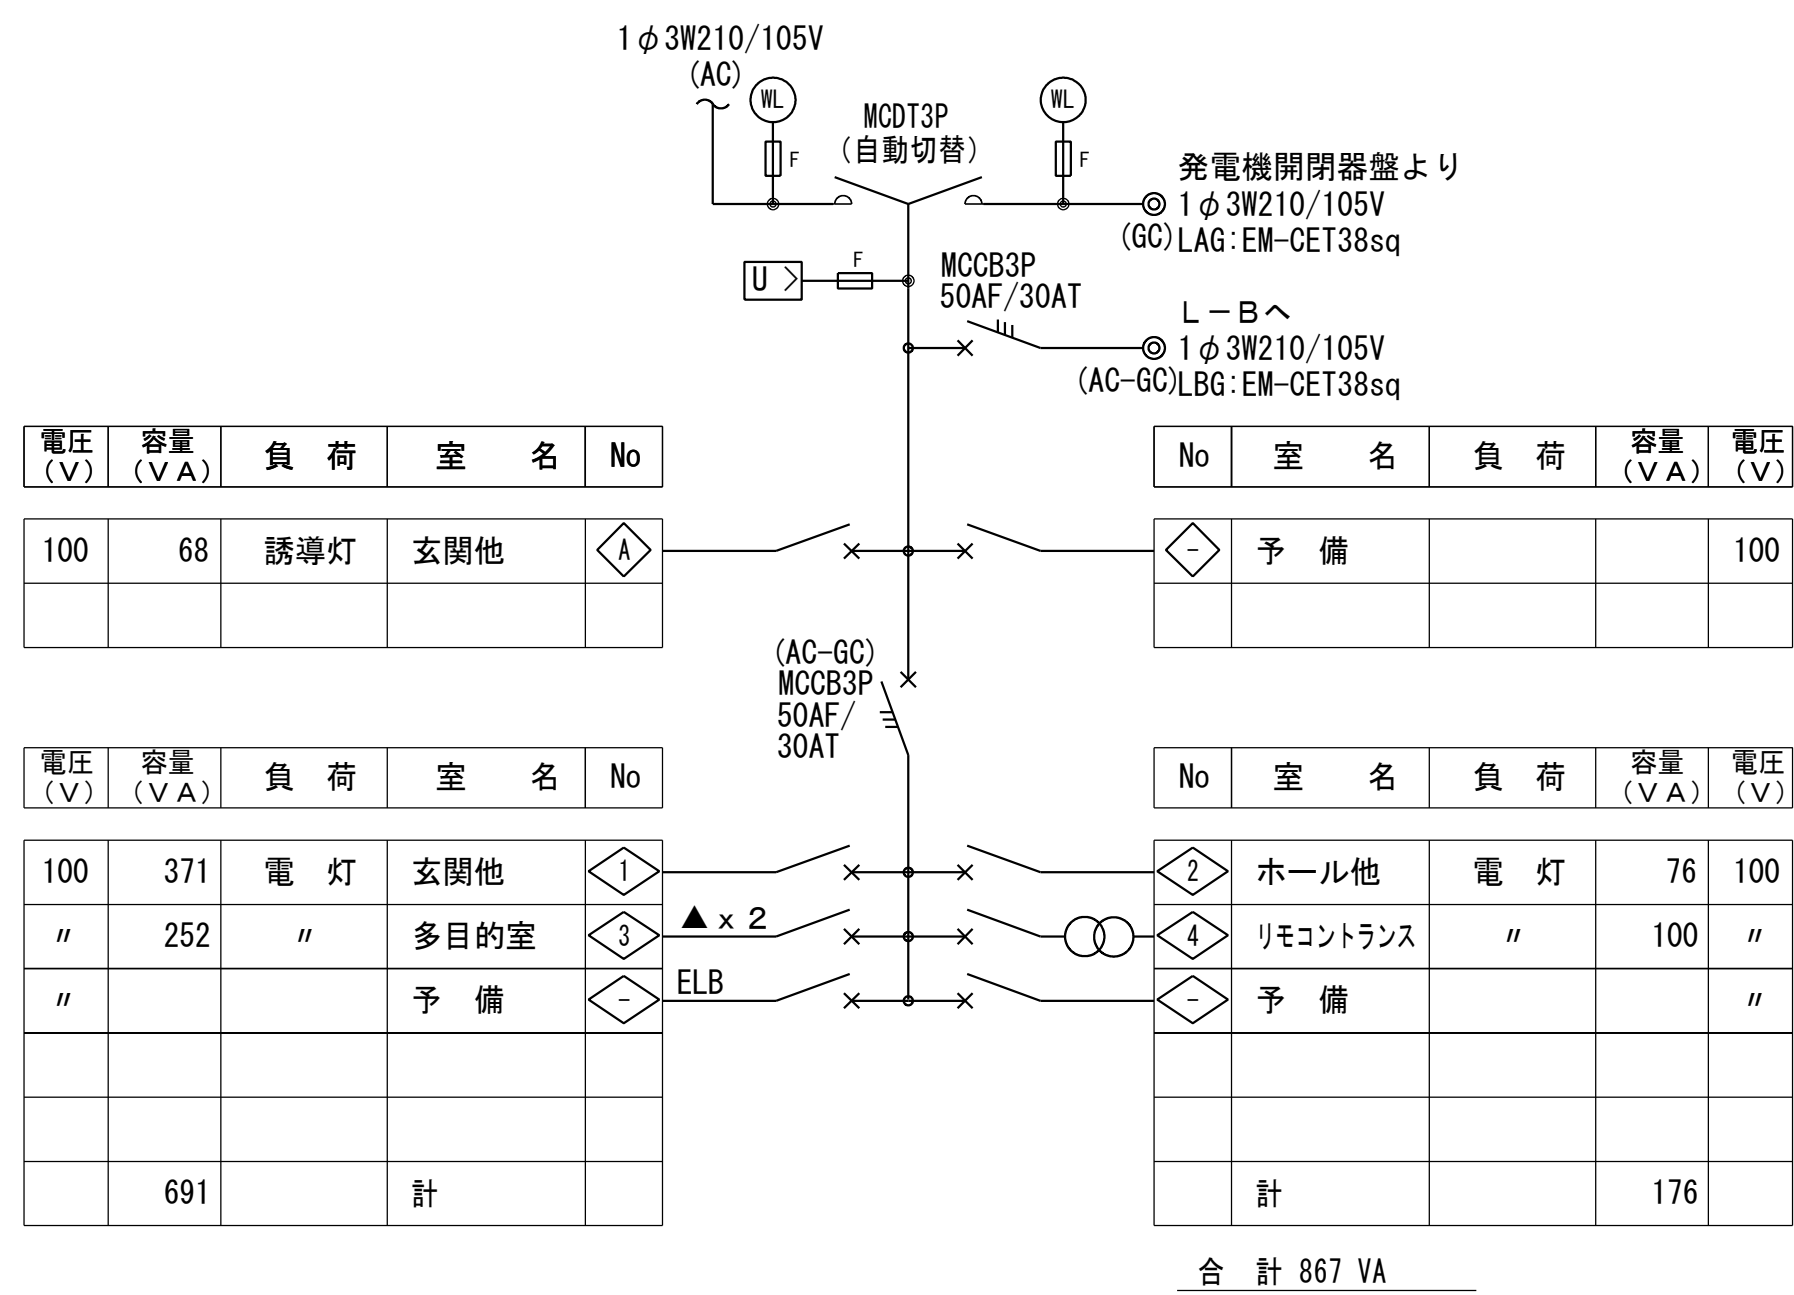 1φ3W210/105V
(AC)
WL
F
MCDT3P
(自動切替)
WL
F
発電機開閉器盤より
1φ3W210/105V
(GC) LAG:EM-CET38sq
U >
F
MCCB3P
50AF/30AT
L－Bへ
1φ3W210/105V
(AC-GC) LBG:EM-CET38sq
電圧(V) 容量(VA) 負 荷 室 名 No
No 室 名 負 荷 容量(VA) 電圧(V)
100 68 誘導灯 玄関他 A
- 予 備 100
(AC-GC)
MCCB3P
50AF/
30AT
電圧(V) 容量(VA) 負 荷 室 名 No
No 室 名 負 荷 容量(VA) 電圧(V)
100 371 電 灯 玄関他 1
2 ホール他 電 灯 76 100
〃 252 〃 多目的室 3 ▲ x 2
4 リモコントランス 〃 100 〃
〃 予 備 - ELB
- 予 備 〃
691 〃 計
計 176
合 計 867 VA